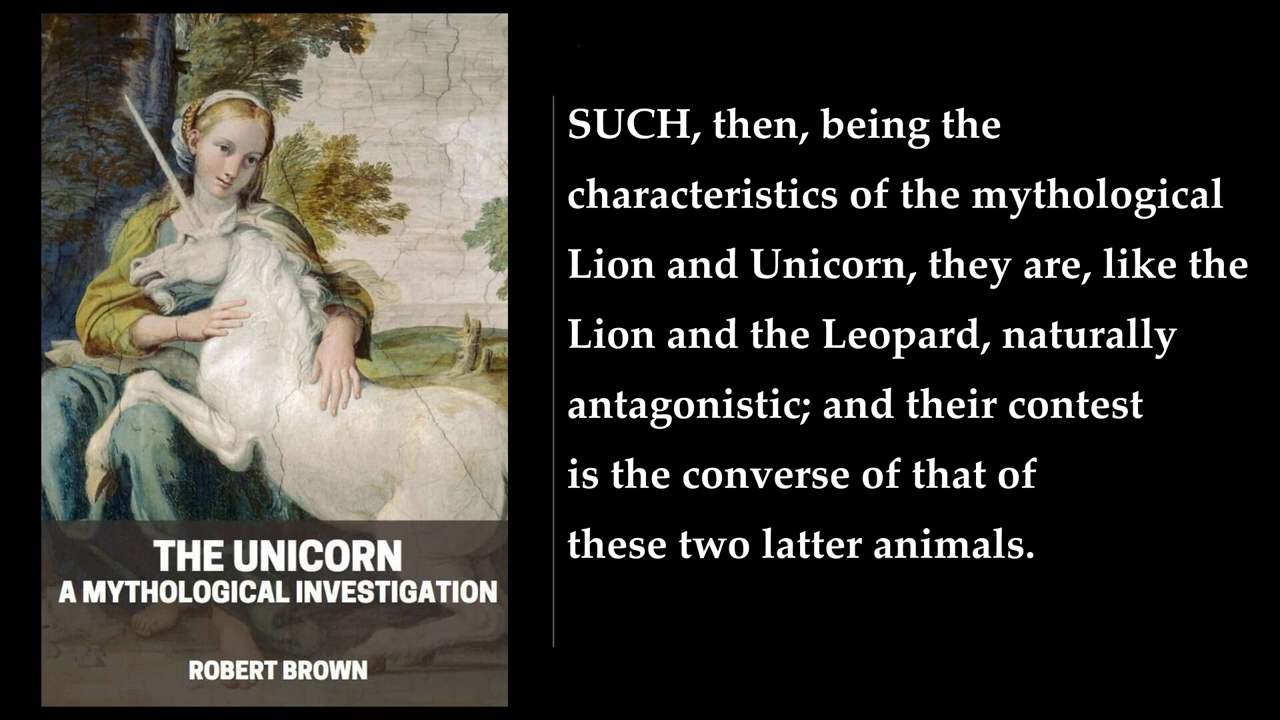 THE UNICORN
A MYTHOLOGICAL INVESTIGATION
ROBERT BROWN
SUCH, then, being the
characteristics of the mythological
Lion and Unicorn, they are, like the
Lion and the Leopard, naturally
antagonistic; and their contest
is the converse of that of
these two latter animals.